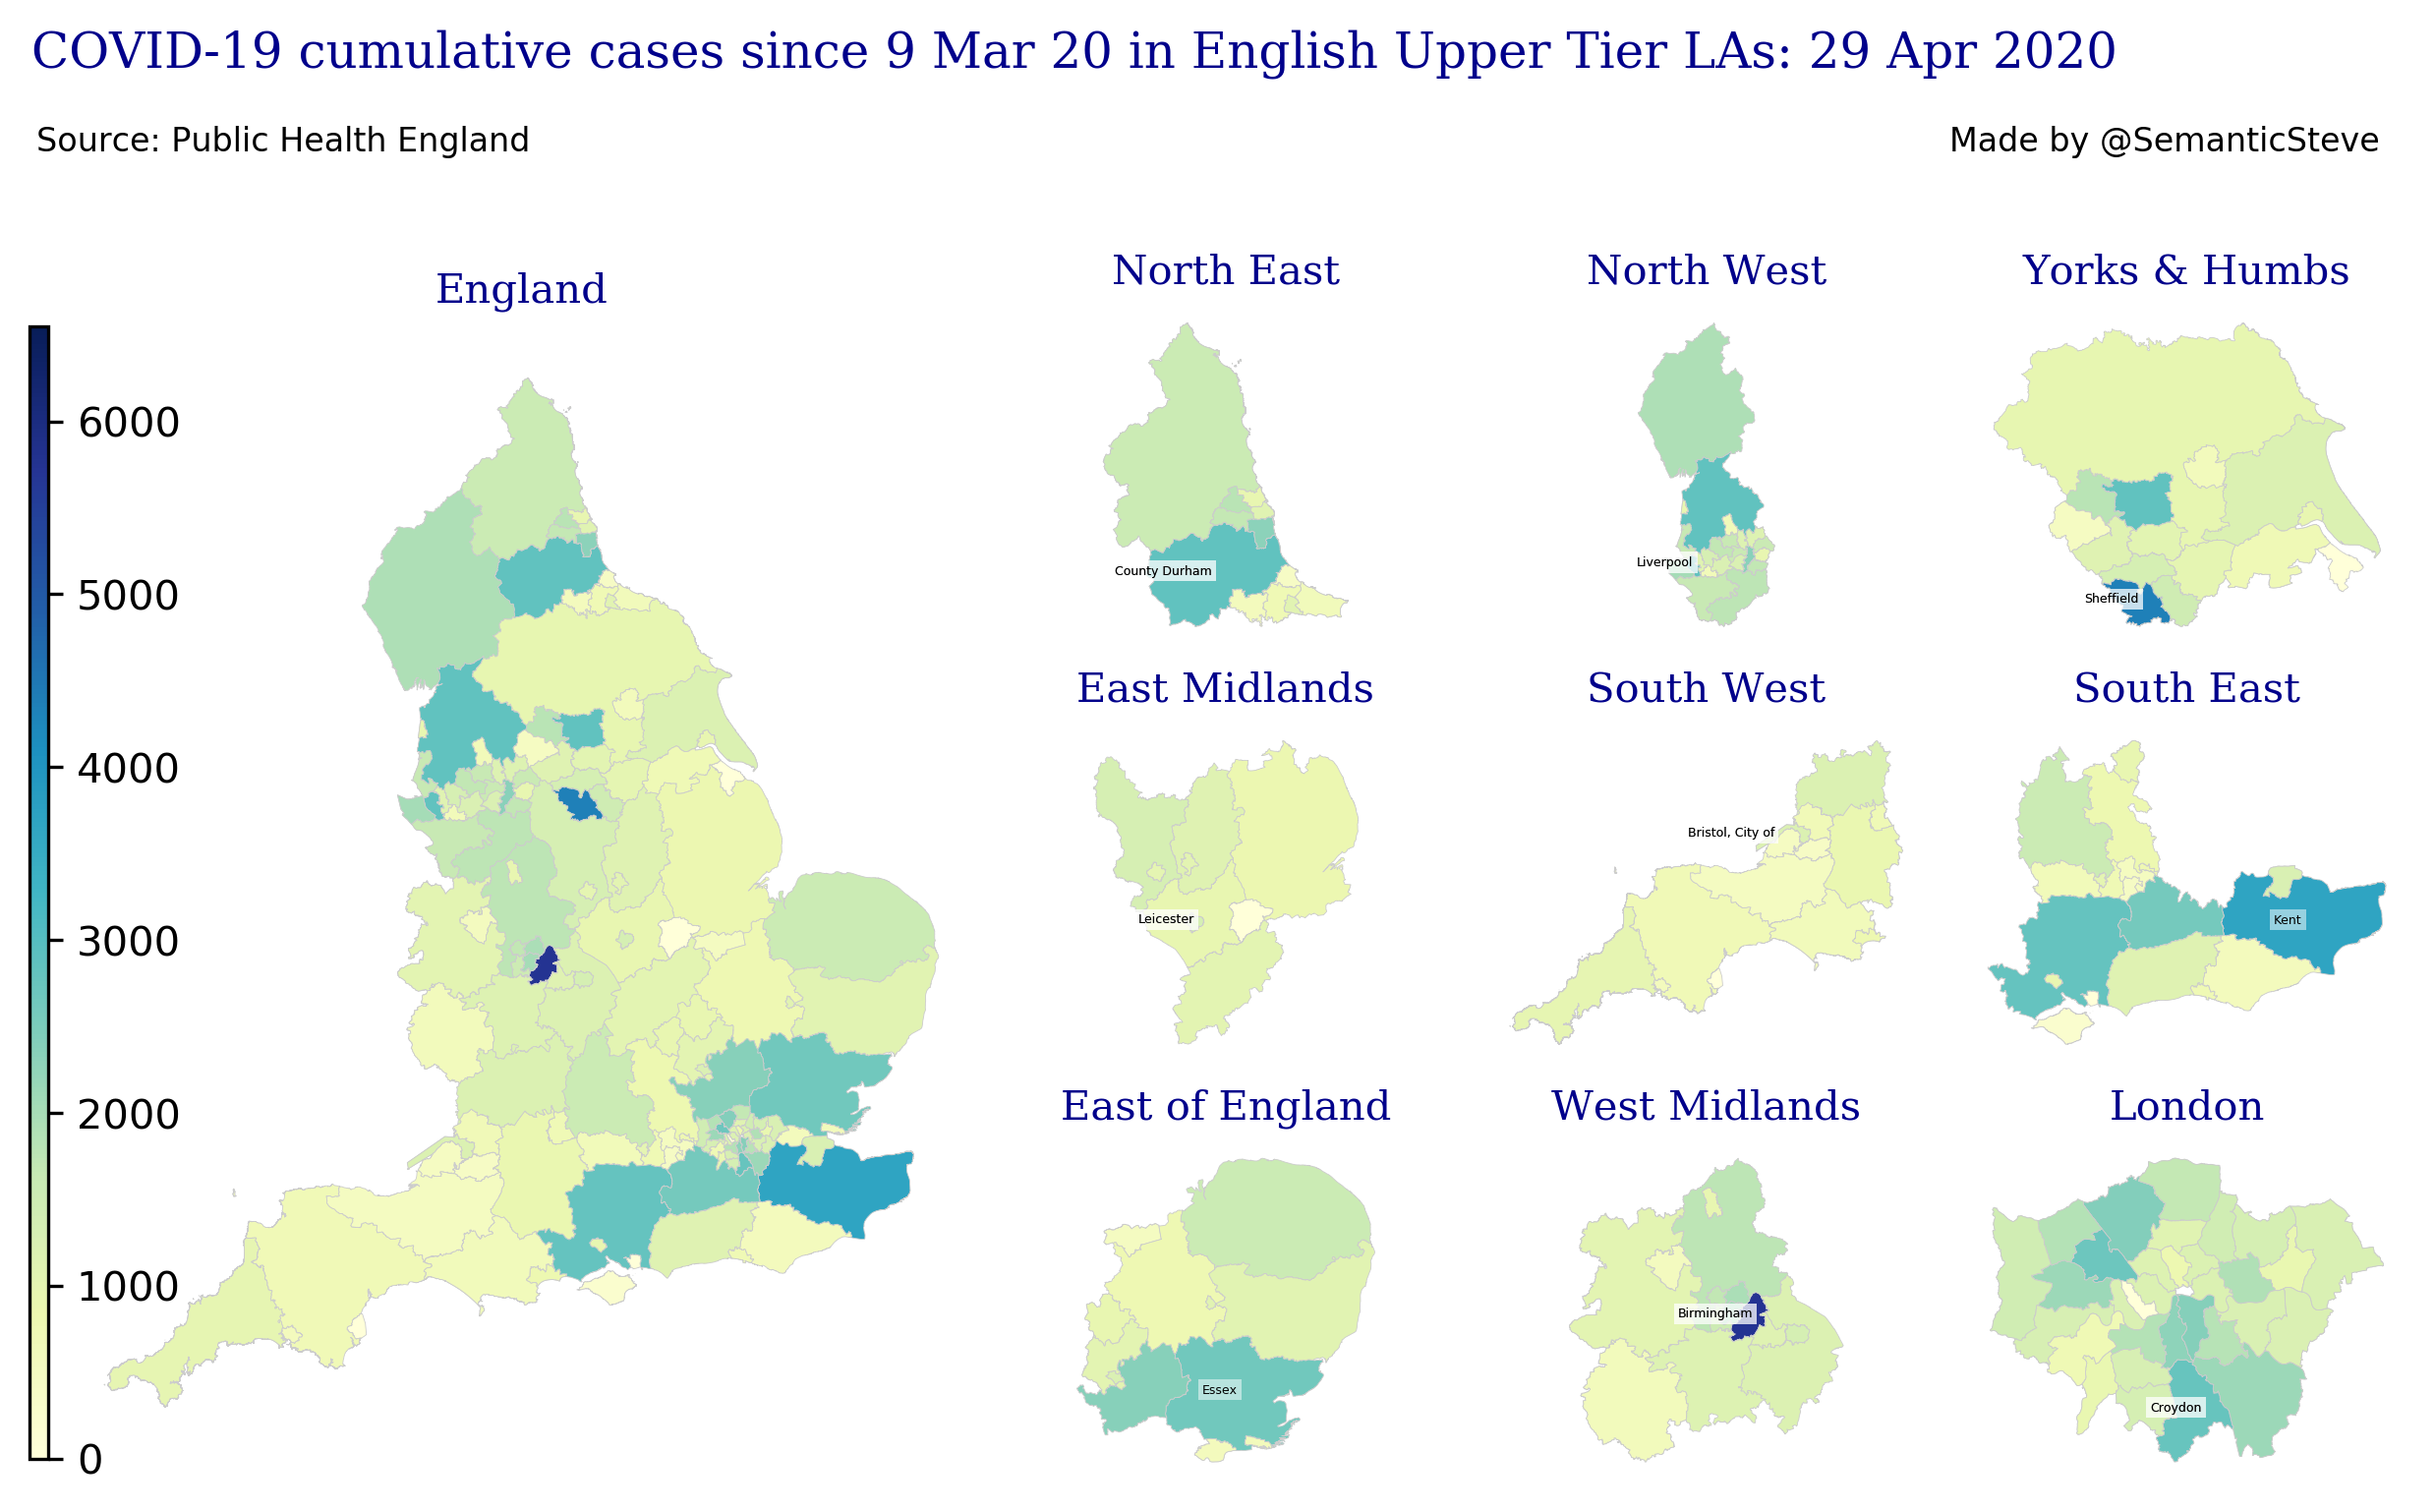 COVID-19 cumulative cases since 9 Mar 20 in English Upper Tier LAs: 29 Apr 2020
Source: Public Health England
Made by @SemanticSteve
England
North East
North West
Yorks & Humbs
6000
5000
4000
3000
2000
1000
0
County Durham
Liverpool
Sheffield
East Midlands
South West
South East
Leicester
Bristol, City of
Kent
East of England
West Midlands
London
Essex
Birmingham
Croydon